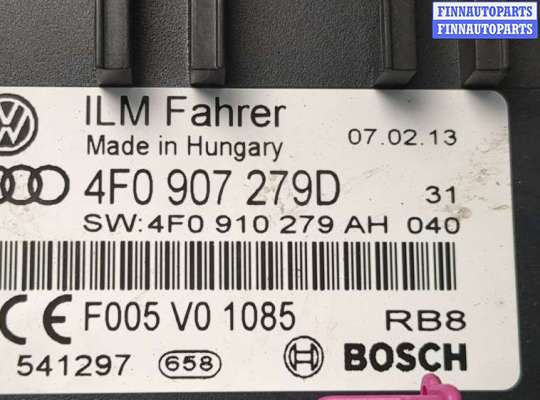 FINNAUTOPARTS
FINNAUTOPARTS
ILM Fahrer
Made in Hungary
07.02.13
4F0 907 279D
31
SW:4F0 910 279 AH 040
CE F005 V0 1085
RB8
541297
658
BOSCH